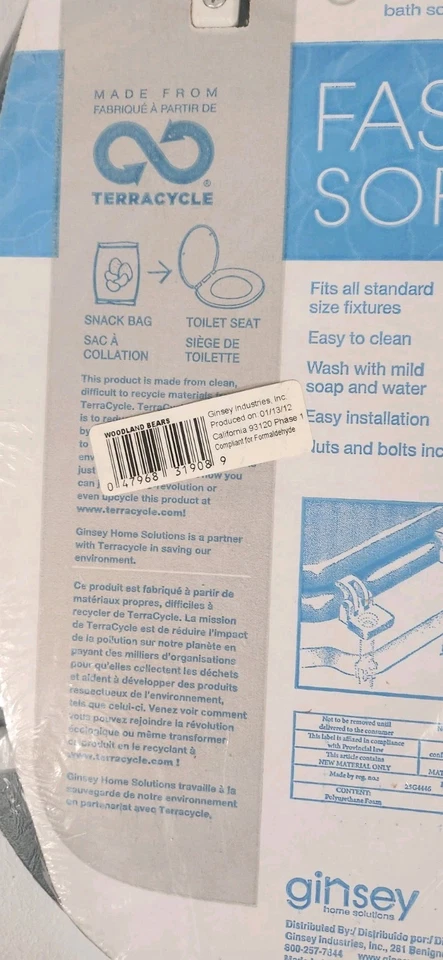 bath so
MADE FROM
FABRIQUÉ À PARTIR DE
TERRACYCLE
®
SNACK BAG
SAC À
COLLATION
TOILET SEAT
SIÈGE DE
TOILETTE
This product is made from clean,
difficult to recycle materials
TerraCycle.
is to
by
just
even upcycle this product at
www.terracycle.com!
WOODLAND BEARS
0 47968 31908 9
Ginsey Industries, Inc.
Produced on 01/13/12
California 93120 Phase 1
Compliant for Formaldehyde
Ginsey Home Solutions is a partner
with Terracycle in saving our
environment.
Ce produit est fabriqué à partir de
matériaux propres, difficiles à
recycler de TerraCycle. La mission
de TerraCycle est de réduire l'impact
de la pollution sur notre planète en
payant des milliers d'organisations
pour qu'elles collectent les déchets
et aident à développer des produits
respectueux de l'environnement,
tels que celui-ci. Venez voir comment
vous pouvez rejoindre la révolution
écologique ou même transformer
ce produit en le recyclant à
www.terracycle.com !
Ginsey Home Solutions travaille à la
sauvegarde de notre environnement
en partenariat avec Terracycle.
FAS
SOF
Fits all standard
size fixtures
Easy to clean
Wash with mild
soap and water
Easy installation
Nuts and bolts inc
Not to be removed until
delivered to the consumer
This label is affixed in compliance
with Provincial law
This article contains
NEW MATERIAL ONLY
Made by reg. no.s
CONTENT:
Polyurethane Foam
ginsey
home solutions
Distributed By:/Distribuido por:/D
Ginsey Industries, Inc., 281 Benign
800-257-7844